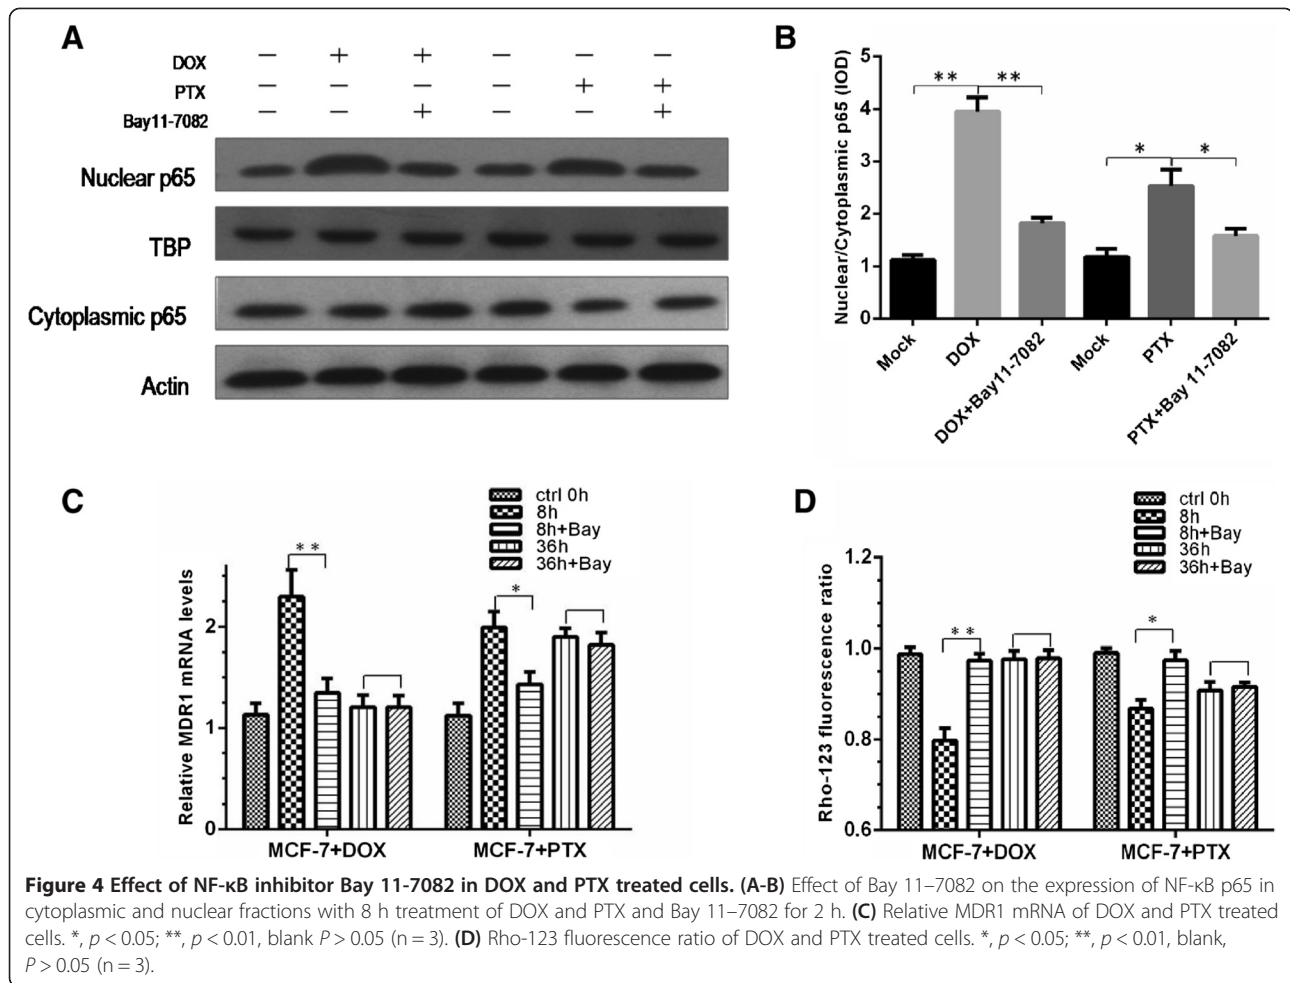 A
DOX − + + − − −
PTX − − − − + +
Bay11-7082 − − + − − +
Nuclear p65
TBP
Cytoplasmic p65
Actin
B
Nuclear/Cytoplasmic p65 (IOD)
5
4
3
2
1
0
** **
* *
Mock
DOX
DOX+Bay11-7082
Mock
PTX
PTX+Bay 11-7082
C
ctrl 0h
8h
8h+Bay
36h
36h+Bay
Relative MDR1 mRNA levels
2
1
0
**
*
MCF-7+DOX
MCF-7+PTX
D
ctrl 0h
8h
8h+Bay
36h
36h+Bay
Rho-123 fluorescence ratio
1.2
1.0
0.8
0.6
**
*
MCF-7+DOX
MCF-7+PTX
Figure 4 Effect of NF-κB inhibitor Bay 11-7082 in DOX and PTX treated cells. (A-B) Effect of Bay 11–7082 on the expression of NF-κB p65 in
cytoplasmic and nuclear fractions with 8 h treatment of DOX and PTX and Bay 11–7082 for 2 h. (C) Relative MDR1 mRNA of DOX and PTX treated
cells. *, p < 0.05; **, p < 0.01, blank P > 0.05 (n = 3). (D) Rho-123 fluorescence ratio of DOX and PTX treated cells. *, p < 0.05; **, p < 0.01, blank,
P > 0.05 (n = 3).